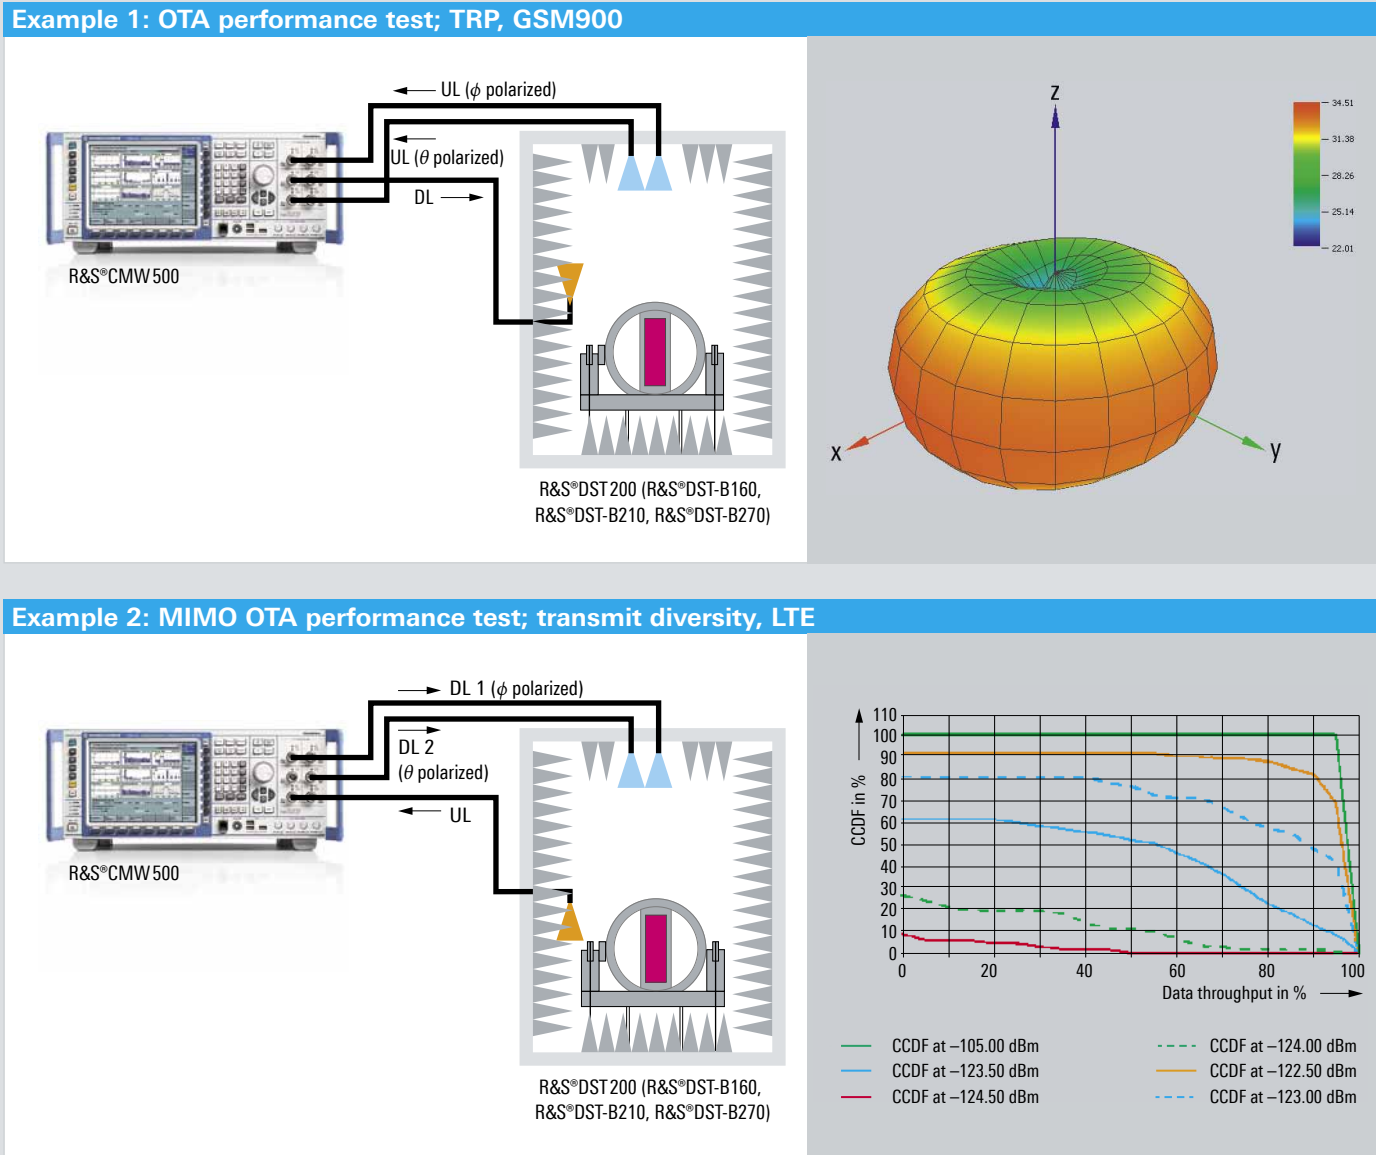 Example 1: OTA performance test; TRP, GSM900
UL (ϕ polarized)
UL (θ polarized)
DL
R&S®CMW500
R&S®DST200 (R&S®DST-B160,
R&S®DST-B210, R&S®DST-B270)
z
x
y
34.51
31.38
28.26
25.14
22.01
Example 2: MIMO OTA performance test; transmit diversity, LTE
DL 1 (ϕ polarized)
DL 2
(θ polarized)
UL
R&S®CMW500
R&S®DST200 (R&S®DST-B160,
R&S®DST-B210, R&S®DST-B270)
CCDF in %
110
100
90
80
70
60
50
40
30
20
10
0
0 20 40 60 80 100
Data throughput in %
CCDF at –105.00 dBm
CCDF at –123.50 dBm
CCDF at –124.50 dBm
CCDF at –124.00 dBm
CCDF at –122.50 dBm
CCDF at –123.00 dBm